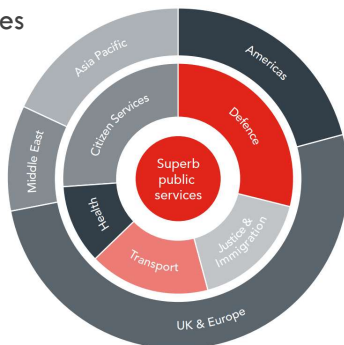 es
Asia Pacific
Americas
Middle East
Citizen Services
Defence
Superb
public
services
Health
Justice &
Immigration
Transport
UK & Europe